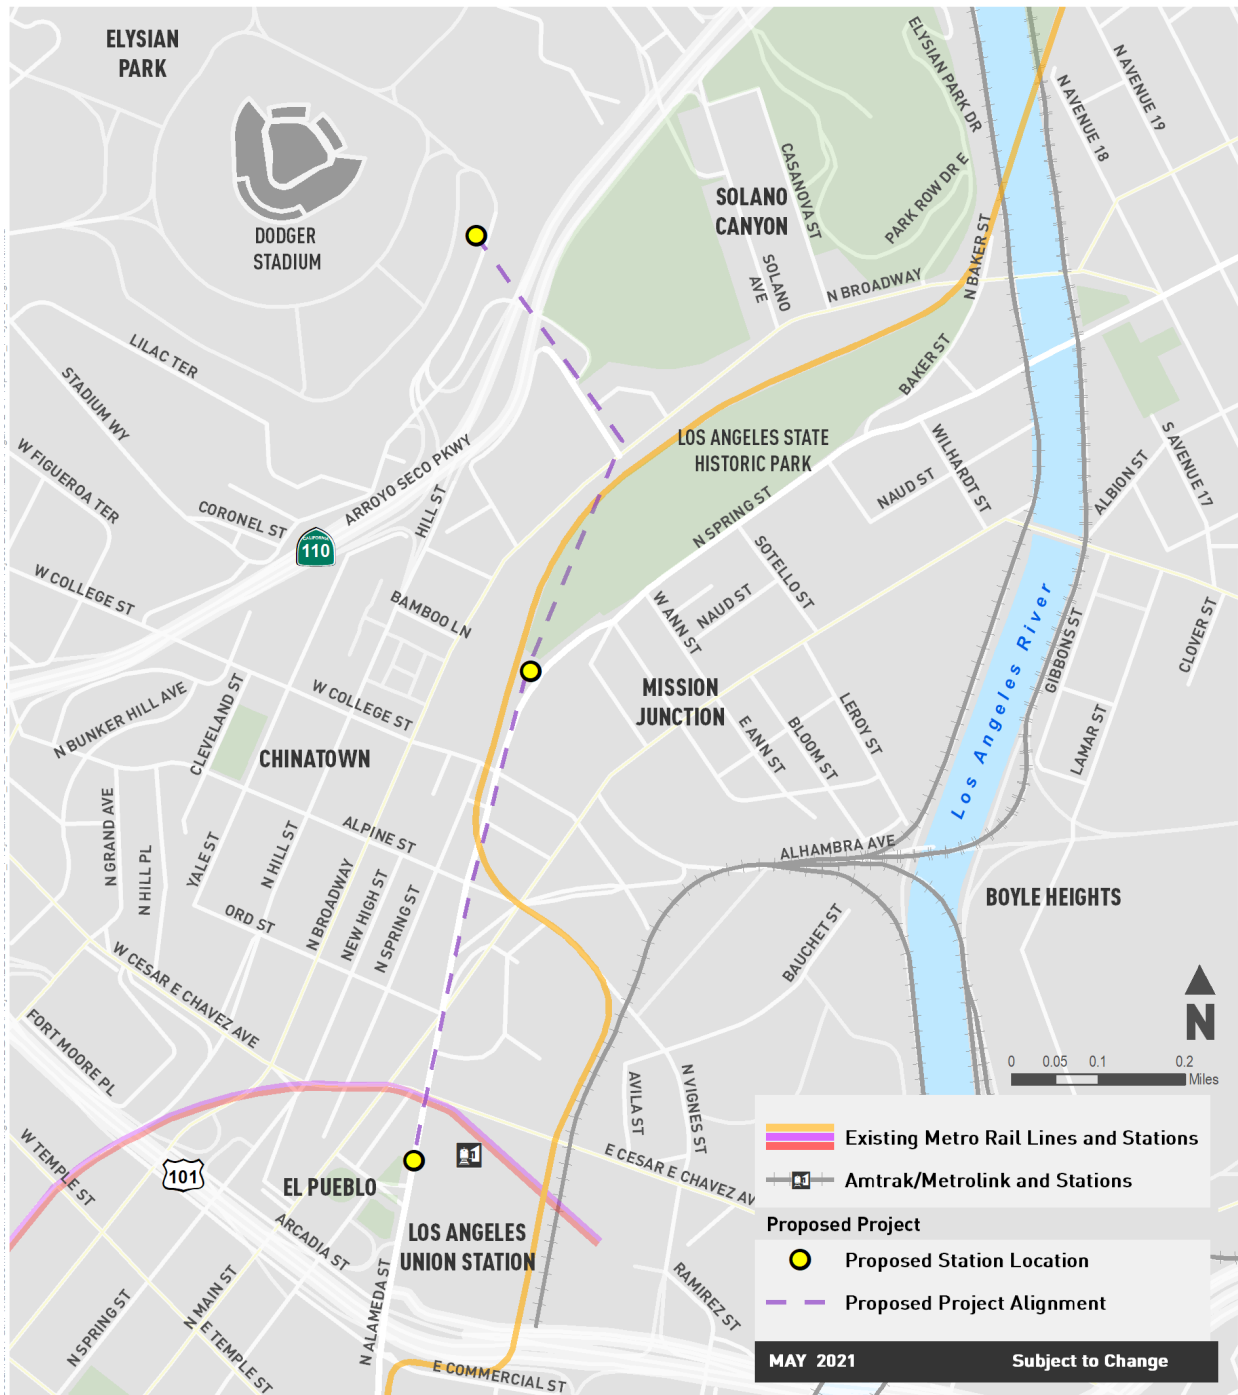 ELYSIAN
PARK
DODGER
STADIUM
SOLANO
CANYON
CASANOVA ST
SOLANO
AVE
ELYSIAN PARK DR
PARK ROW DR E
N BROADWAY
N BAKER ST
BAKER ST
N AVENUE 19
N AVENUE 18
LILAC TER
STADIUM WY
W FIGUEROA TER
CORONEL ST
CALIFORNIA
110
ARROYO SECO PKWY
HILL ST
LOS ANGELES STATE
HISTORIC PARK
N SPRING ST
WILHARDT ST
NAUD ST
ALBION ST
S AVENUE 17
SOTELLO ST
NAUD ST
W ANN ST
W COLLEGE ST
BAMBOO LN
W COLLEGE ST
N BUNKER HILL AVE
CLEVELAND ST
CHINATOWN
MISSION
JUNCTION
E ANN ST
BLOOM ST
LEROY ST
Los Angeles River
GIBBONS ST
CLOVER ST
LAMAR ST
N GRAND AVE
N HILL PL
YALE ST
N HILL ST
ALPINE ST
N BROADWAY
NEW HIGH ST
N SPRING ST
ORD ST
ALHAMBRA AVE
BAUCHET ST
BOYLE HEIGHTS
W CESAR E CHAVEZ AVE
FORT MOORE PL
W TEMPLE ST
101
EL PUEBLO
ARCADIA ST
LOS ANGELES
UNION STATION
AVILA ST
N VIGNES ST
E CESAR E CHAVEZ AV
RAMIREZ ST
N SPRING ST
N MAIN ST
E TEMPLE ST
N ALAMEDA ST
E COMMERCIAL ST
N
0 0.05 0.1 0.2
Miles
Existing Metro Rail Lines and Stations
Amtrak/Metrolink and Stations
Proposed Project
Proposed Station Location
Proposed Project Alignment
MAY 2021 Subject to Change